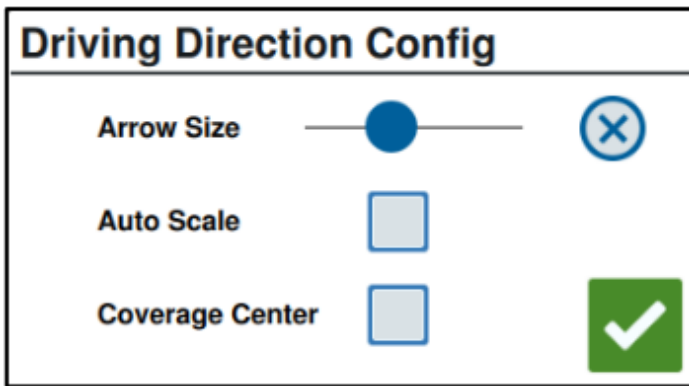 Driving Direction Config
Arrow Size
Auto Scale
Coverage Center